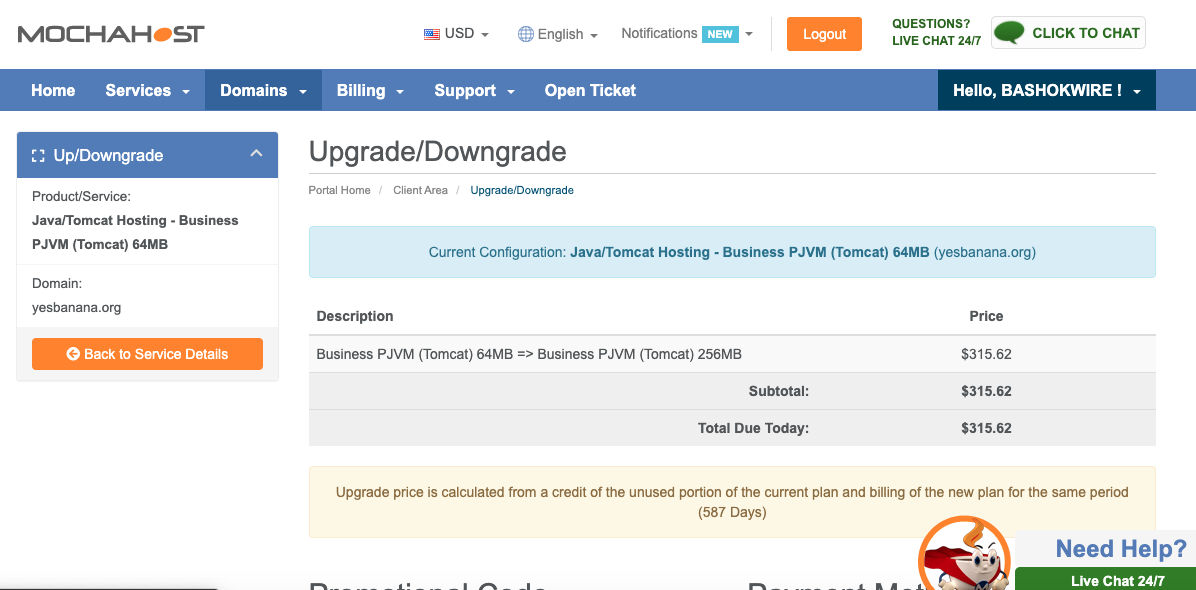 MOCHAHOST
USD
English
Notifications NEW
Logout
QUESTIONS?
LIVE CHAT 24/7
CLICK TO CHAT
Home
Services
Domains
Billing
Support
Open Ticket
Hello, BASHOKWIRE !
Up/Downgrade
Product/Service:
Java/Tomcat Hosting - Business
PJVM (Tomcat) 64MB
Domain:
yesbanana.org
Back to Service Details
Upgrade/Downgrade
Portal Home / Client Area / Upgrade/Downgrade
Current Configuration: Java/Tomcat Hosting - Business PJVM (Tomcat) 64MB (yesbanana.org)
Description Price
Business PJVM (Tomcat) 64MB => Business PJVM (Tomcat) 256MB $315.62
Subtotal: $315.62
Total Due Today: $315.62
Upgrade price is calculated from a credit of the unused portion of the current plan and billing of the new plan for the same period
(587 Days)
Promotional Code
Payment Met
Need Help?
Live Chat 24/7